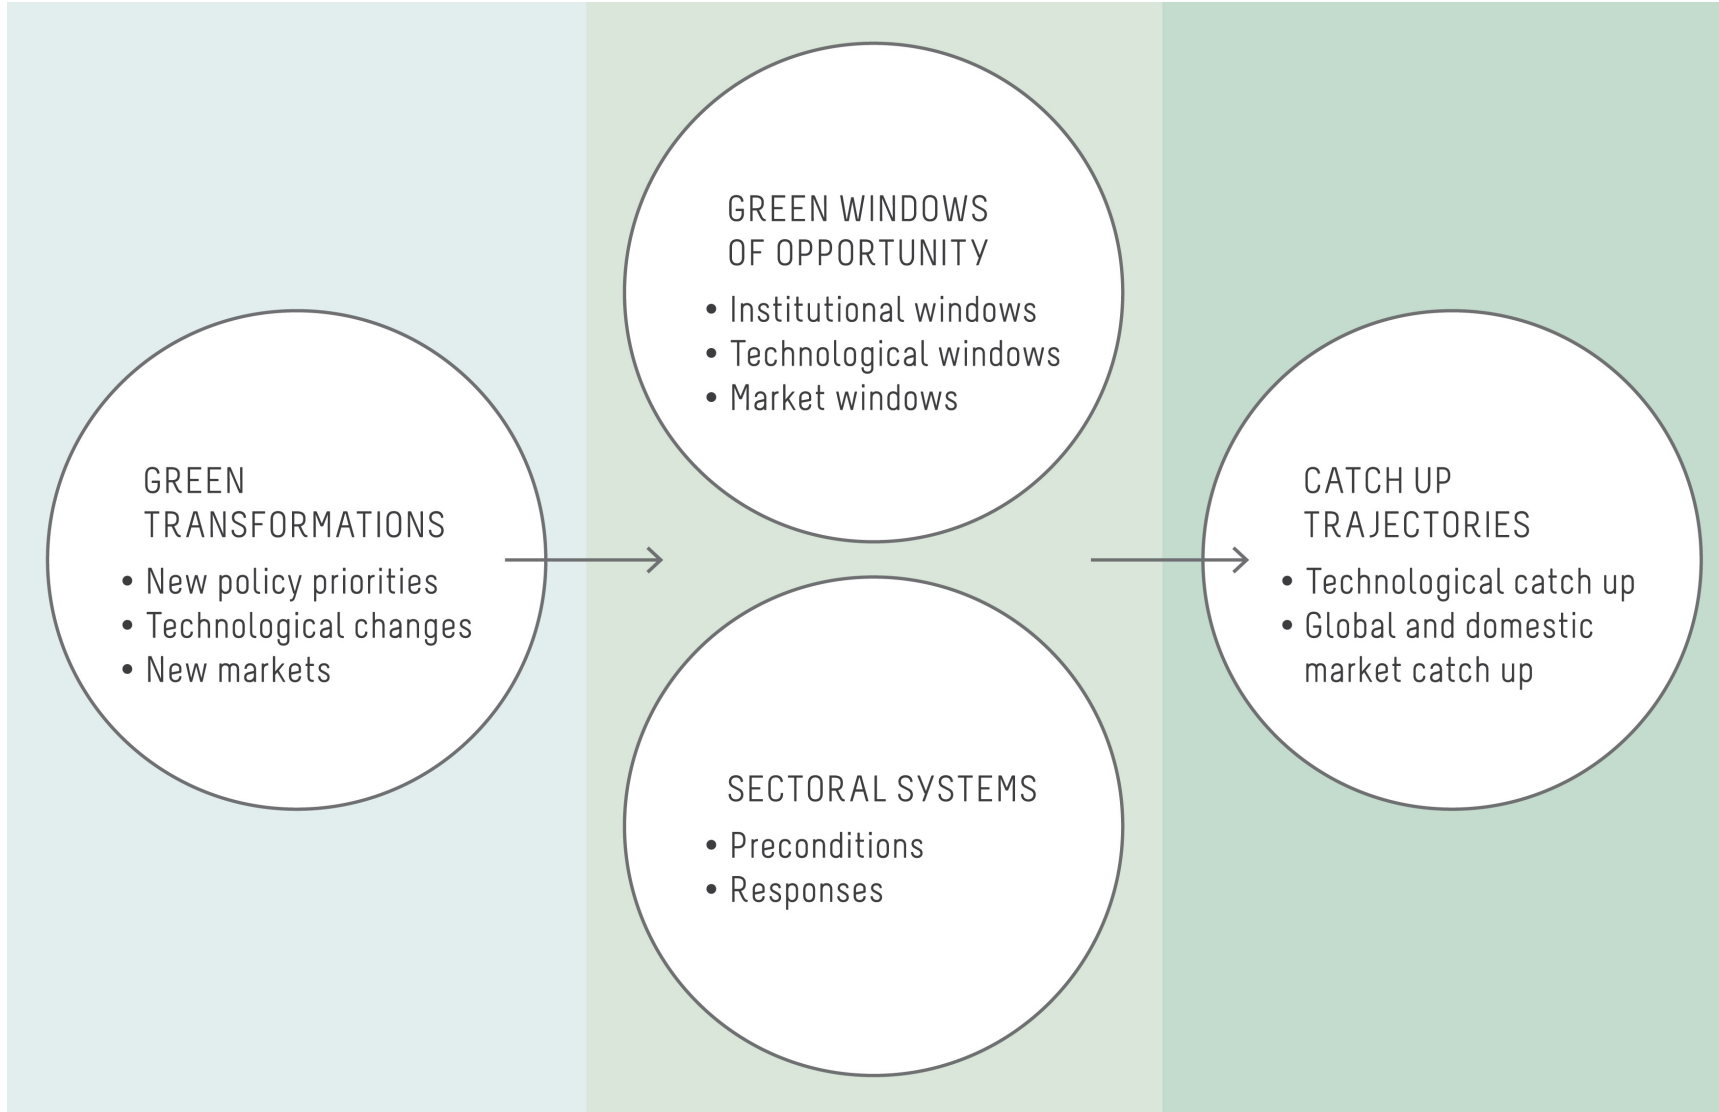 GREEN
TRANSFORMATIONS
• New policy priorities
• Technological changes
• New markets
GREEN WINDOWS
OF OPPORTUNITY
• Institutional windows
• Technological windows
• Market windows
SECTORAL SYSTEMS
• Preconditions
• Responses
CATCH UP
TRAJECTORIES
• Technological catch up
• Global and domestic
market catch up